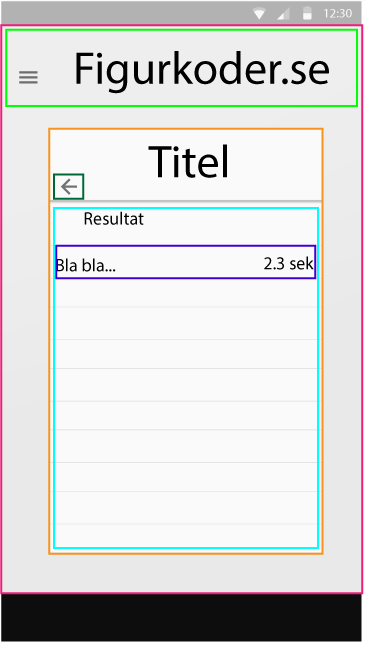 12:30
Figurkoder.se
Titel
Resultat
Bla bla... 2.3 sek